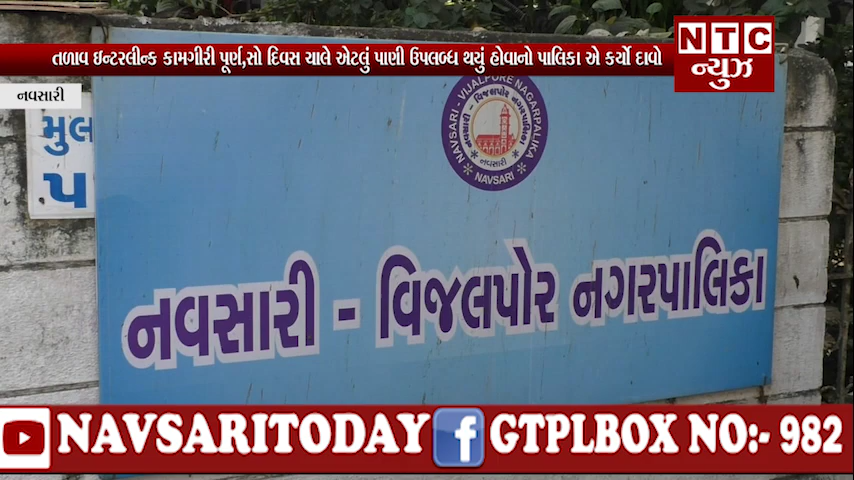 તળાવ ઇન્ટરલીન્ક કામગીરી પૂર્ણ,સો દિવસ ચાલે એટલું પાણી ઉપલબ્ધ થયું હોવાનો પાલિકા એ કર્યો દાવો
NTC
ન્યુઝ
નવસારી
મુલ
પ
NAVSARI - VIJALPORE NAGARPALIKA
નવસારી - વિજલપોર નગરપાલિકા
નવસારી
NAVSARI
નવસારી - વિજલપોર નગરપાલિકા
NAVSARITODAY f GTPLBOX NO:- 982